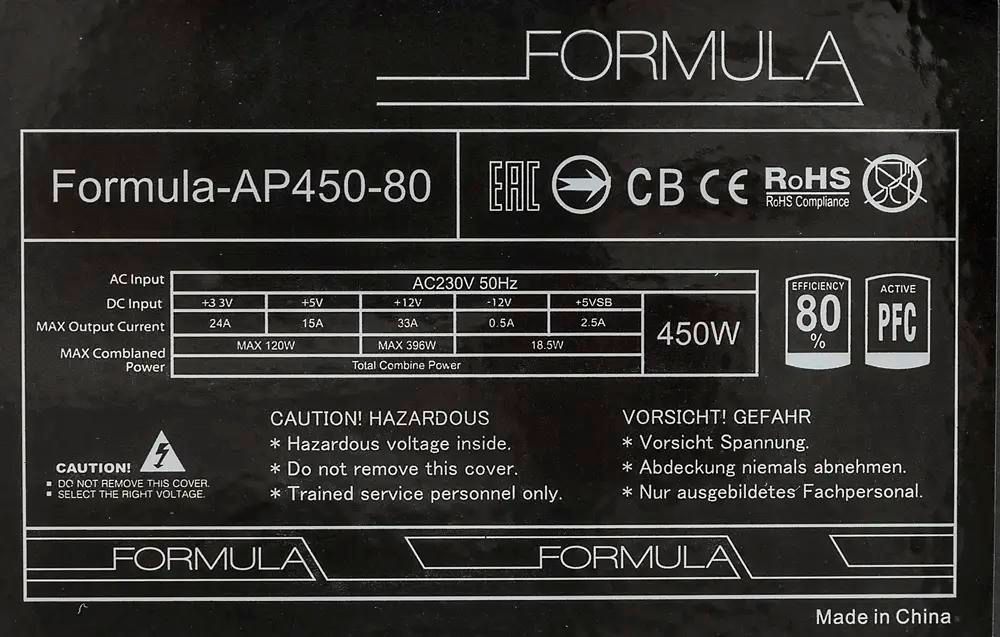 FORMULA
Formula-AP450-80
EAC CB CE RoHS
RoHS Compliance
AC Input AC230V 50Hz
DC Input +3 3V +5V +12V -12V +5VSB
MAX Output Current 24A 15A 33A 0.5A 2.5A 450W
MAX Comblaned Power MAX 120W MAX 396W 18.5W
Total Combine Power
EFFICIENCY
80
%
ACTIVE
PFC
CAUTION!
▪ DO NOT REMOVE THIS COVER.
▪ SELECT THE RIGHT VOLTAGE.
CAUTION! HAZARDOUS
* Hazardous voltage inside.
* Do not remove this cover.
* Trained service personnel only.
VORSICHT! GEFAHR
* Vorsicht Spannung.
* Abdeckung niemals abnehmen.
* Nur ausgebildetes Fachpersonal.
FORMULA FORMULA
Made in China